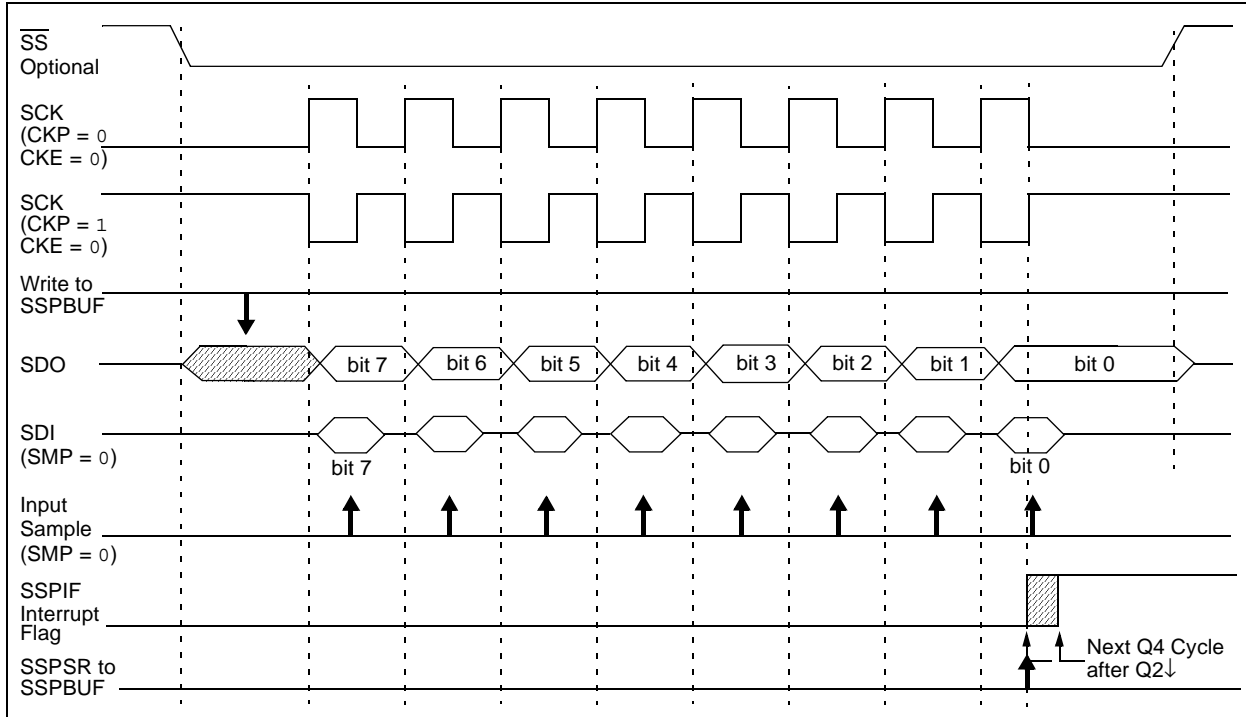 SS
Optional
SCK
(CKP = 0
CKE = 0)
SCK
(CKP = 1
CKE = 0)
Write to
SSPBUF
SDO
bit 7
bit 6
bit 5
bit 4
bit 3
bit 2
bit 1
bit 0
SDI
(SMP = 0)
bit 7
bit 0
Input
Sample
(SMP = 0)
SSPIF
Interrupt
Flag
Next Q4 Cycle
after Q2↓
SSPSR to
SSPBUF